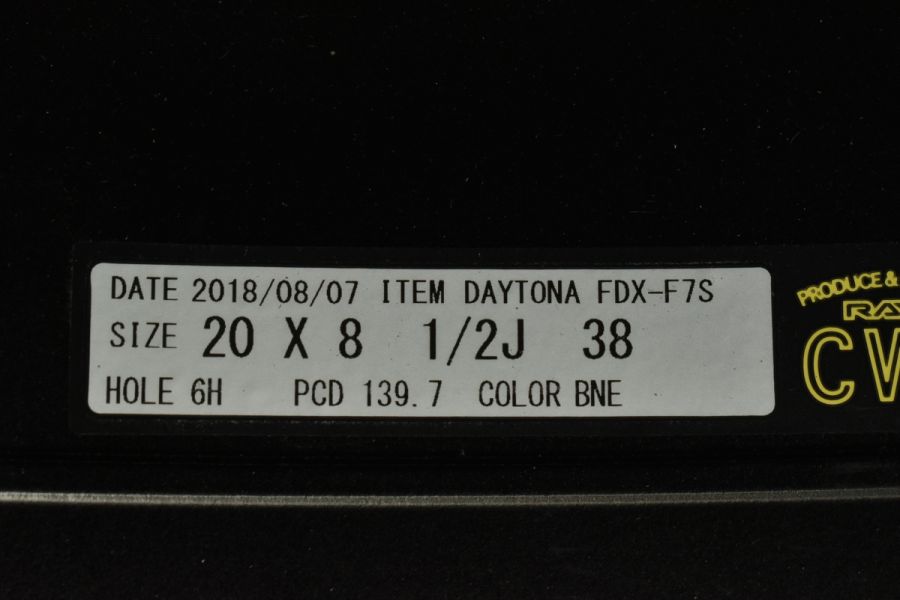 DATE 2018/08/07 ITEM DAYTONA FDX-F7S
SIZE 20 X 8 1/2J 38
HOLE 6H PCD 139.7 COLOR BNE
PRODUCE &